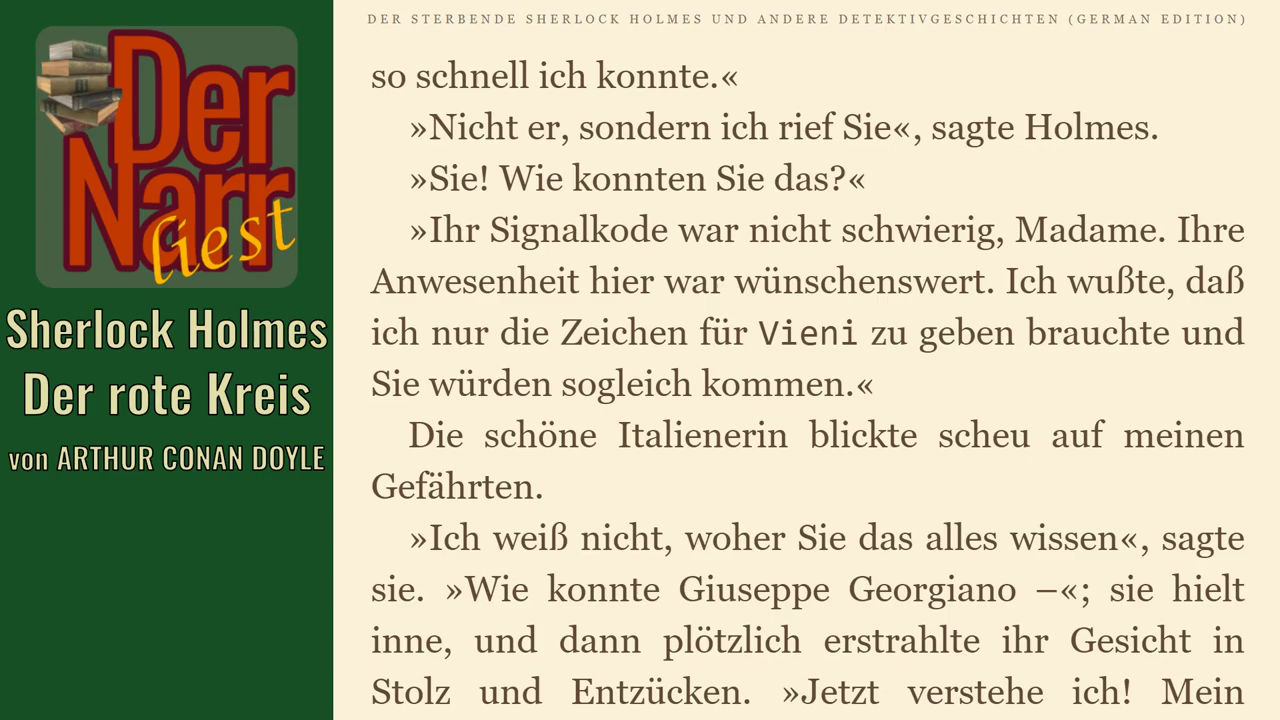 Der
Narr
liest
Sherlock Holmes
Der rote Kreis
von ARTHUR CONAN DOYLE
DER STERBENDE SHERLOCK HOLMES UND ANDERE DETEKTIVGESCHICHTEN (GERMAN EDITION)
so schnell ich konnte.«
»Nicht er, sondern ich rief Sie«, sagte Holmes.
»Sie! Wie konnten Sie das?«
»Ihr Signalkode war nicht schwierig, Madame. Ihre
Anwesenheit hier war wünschenswert. Ich wußte, daß
ich nur die Zeichen für Vieni zu geben brauchte und
Sie würden sogleich kommen.«
Die schöne Italienerin blickte scheu auf meinen
Gefährten.
»Ich weiß nicht, woher Sie das alles wissen«, sagte
sie. »Wie konnte Giuseppe Georgiano –«; sie hielt
inne, und dann plötzlich erstrahlte ihr Gesicht in
Stolz und Entzücken. »Jetzt verstehe ich! Mein